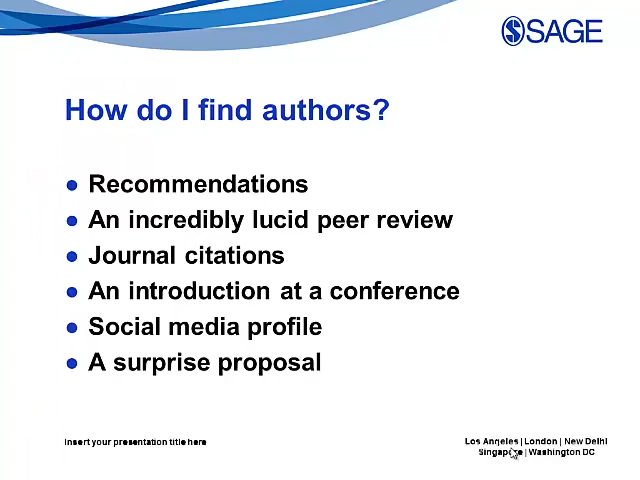 SAGE
How do I find authors?
● Recommendations
● An incredibly lucid peer review
● Journal citations
● An introduction at a conference
● Social media profile
● A surprise proposal
Insert your presentation title here
Los Angeles | London | New Delhi
Singapore | Washington DC